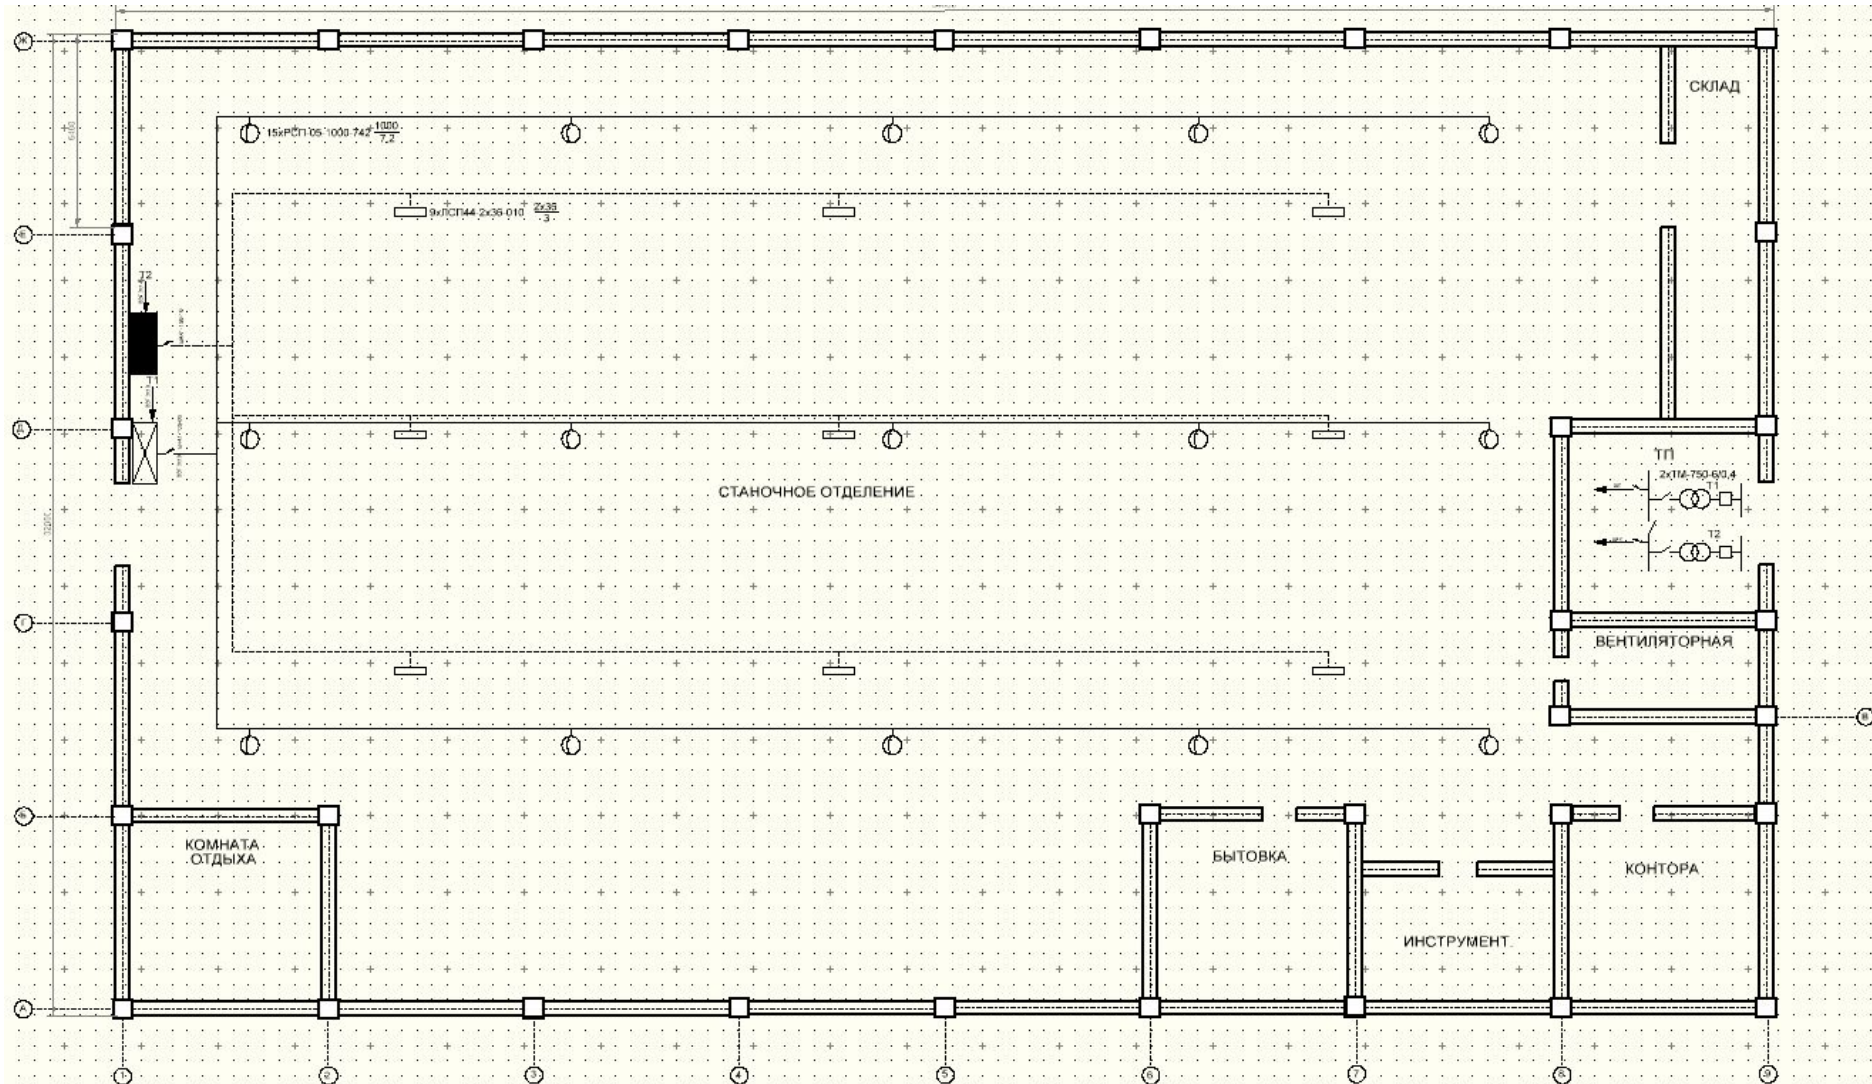 Ж
СКЛАД
15хРСП 05-1000-742 1000
7,2
6400
9хЛСП44-2х36-010 2х36
3
Е
Т2
Т1
Д
ТП
2хТМ-750-6/0,4
Т1
СТАНОЧНОЕ ОТДЕЛЕНИЕ
32000
Т2
Г
ВЕНТИЛЯТОРНАЯ
В
Б
КОМНАТА
ОТДЫХА
БЫТОВКА
КОНТОРА
ИНСТРУМЕНТ.
А
1
2
3
4
5
6
7
8
9